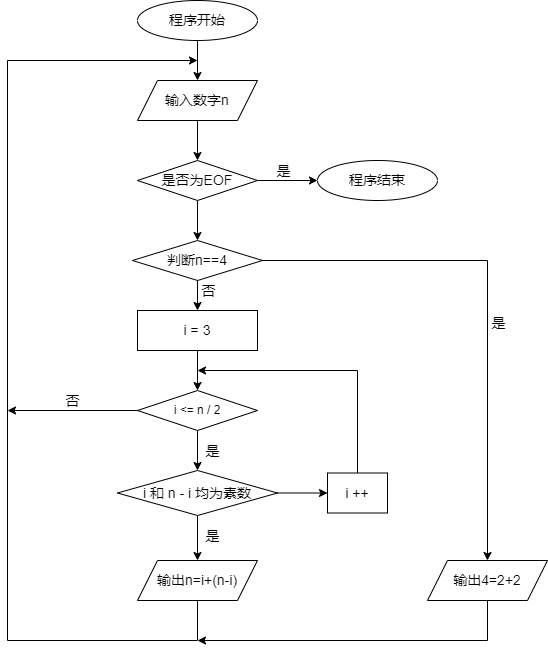 程序开始
输入数字n
是否为EOF
是
程序结束
判断n==4
否
是
i = 3
i <= n / 2
否
是
i 和 n - i 均为素数
i ++
是
输出n=i+(n-i)
输出4=2+2